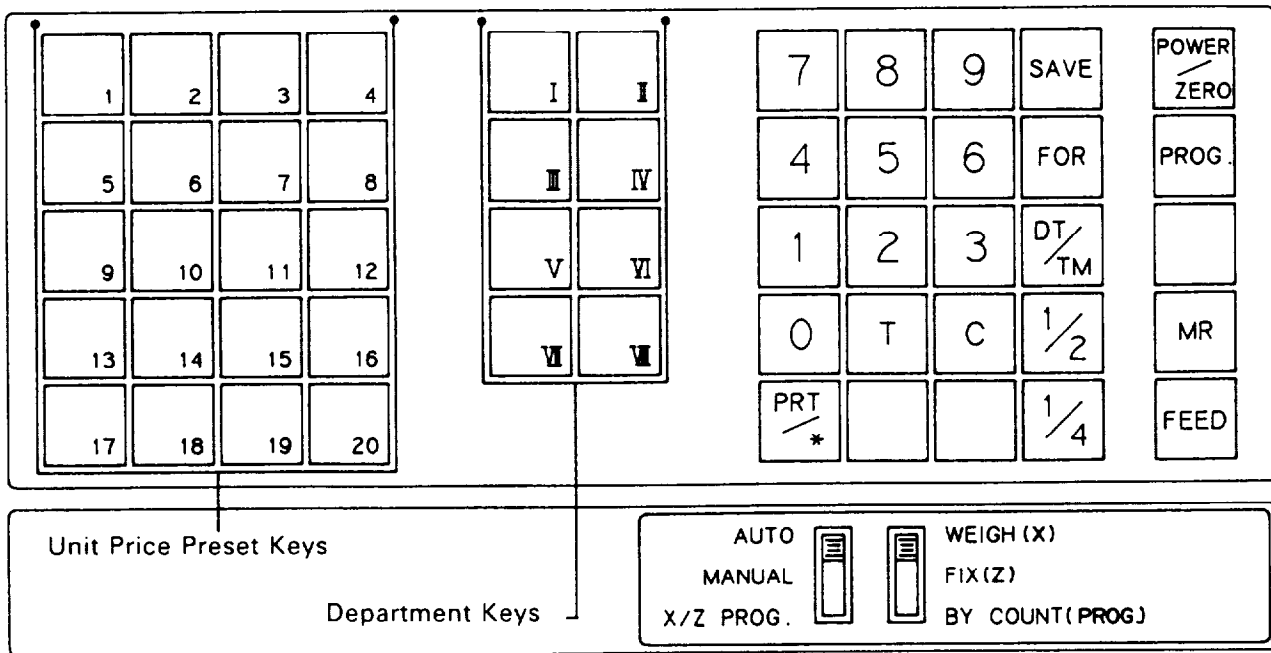 1 2 3 4
5 6 7 8
9 10 11 12
13 14 15 16
17 18 19 20
I II
III IV
V VI
VII VIII
7 8 9 SAVE
4 5 6 FOR
1 2 3 DT/TM
0 T C 1/2
PRT/* 1/4
POWER/ZERO
PROG.
MR
FEED
Unit Price Preset Keys
Department Keys
AUTO
MANUAL
X/Z PROG.
WEIGH (X)
FIX(Z)
BY COUNT(PROG)